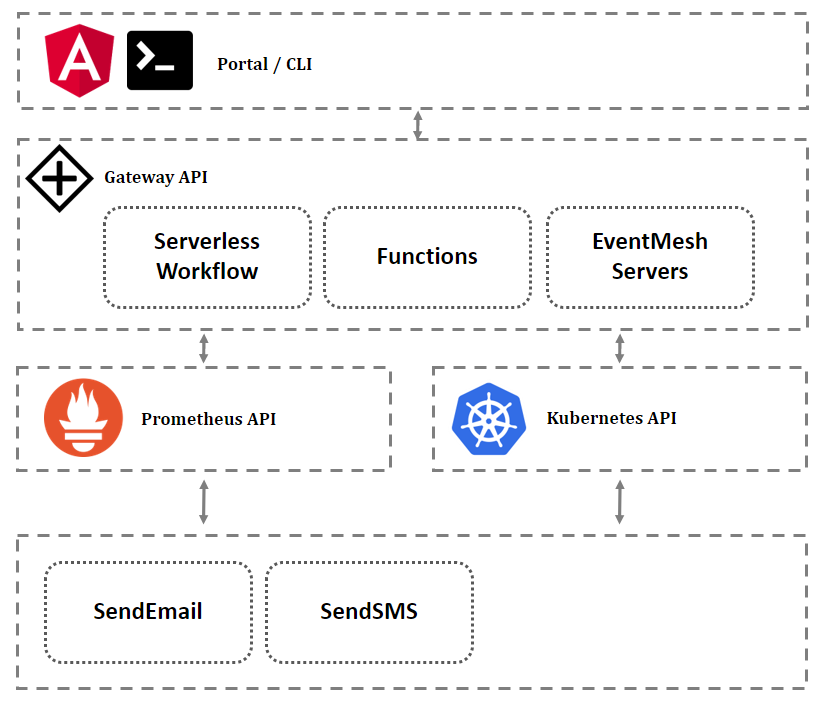 Portal / CLI
Gateway API
Serverless
Workflow
Functions
EventMesh
Servers
Prometheus API
Kubernetes API
SendEmail
SendSMS